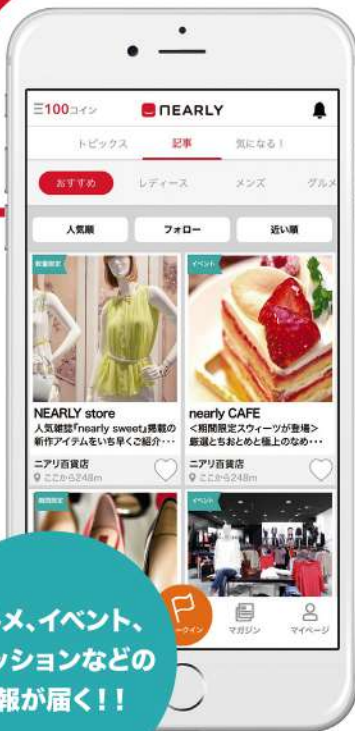 三100コイン
NEARLY
トピックス 記事 気になる！
おすすめ レディース メンズ グルメ
人気順 フォロー 近い順
数量限定
イベント
NEARLY store
人気雑誌『nearly sweet』掲載の
新作アイテムをいち早くご紹介･･･
ニアリ百貨店
ここから248m
nearly CAFE
<期間限定スウィーツが登場>
厳選とちおとめと極上のなめ･･･
ニアリ百貨店
ここから248m
期間限定
イベント
クイン
マガジン
マイページ
メ、イベント、
ッションなどの
報が届く！！